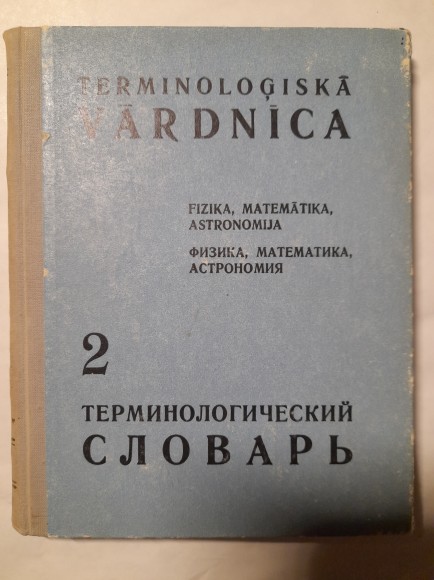 TERMINOLOĢISKĀ
VĀRDNĪCA
FIZIKA, MATEMĀTIKA,
ASTRONOMIJA
ФИЗИКА, МАТЕМАТИКА,
АСТРОНОМИЯ
2
ТЕРМИНОЛОГИЧЕСКИЙ
СЛОВАРЬ